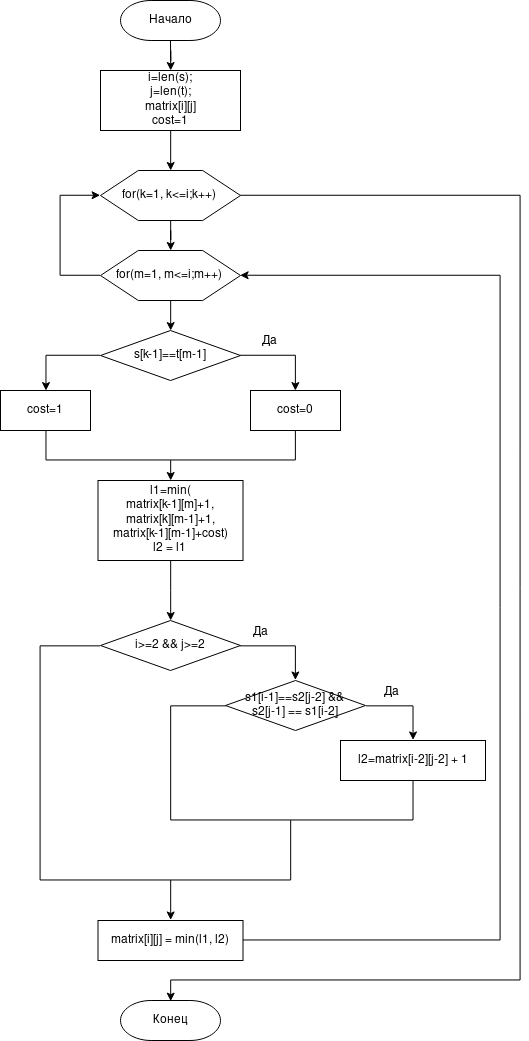 Начало
i=len(s);
j=len(t);
matrix[i][j]
cost=1
for(k=1, k<=i;k++)
for(m=1, m<=i;m++)
s[k-1]==t[m-1]
Да
cost=1
cost=0
l1=min(
matrix[k-1][m]+1,
matrix[k][m-1]+1,
matrix[k-1][m-1]+cost)
l2 = l1
i>=2 && j>=2
Да
s1[i-1]==s2[j-2] &&
s2[j-1] == s1[i-2]
Да
l2=matrix[i-2][j-2] + 1
matrix[i][j] = min(l1, l2)
Конец